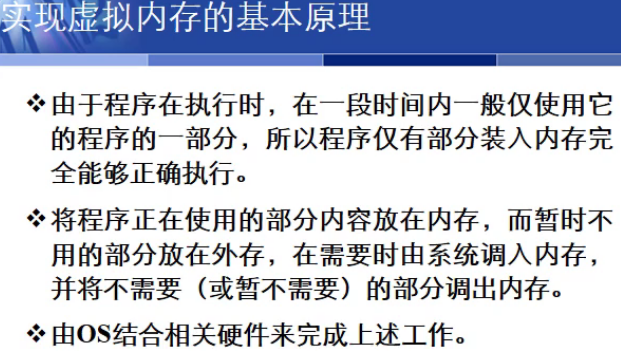 实现虚拟内存的基本原理
❖由于程序在执行时，在一段时间内一般仅使用它
的程序的一部分，所以程序仅有部分装入内存完
全能够正确执行。
❖将程序正在使用的部分内容放在内存，而暂时不
用的部分放在外存，在需要时由系统调入内存，
并将不需要（或暂不需要）的部分调出内存。
❖由OS结合相关硬件来完成上述工作。